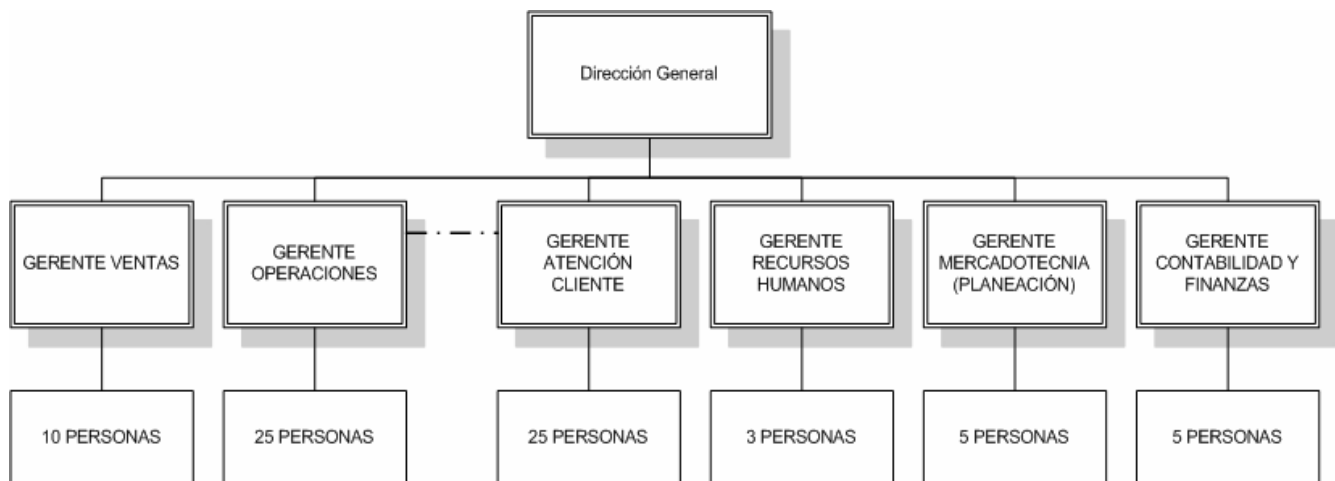 Dirección General
GERENTE VENTAS
GERENTE
OPERACIONES
GERENTE
ATENCIÓN
CLIENTE
GERENTE
RECURSOS
HUMANOS
GERENTE
MERCADOTECNIA
(PLANEACIÓN)
GERENTE
CONTABILIDAD Y
FINANZAS
10 PERSONAS
25 PERSONAS
25 PERSONAS
3 PERSONAS
5 PERSONAS
5 PERSONAS